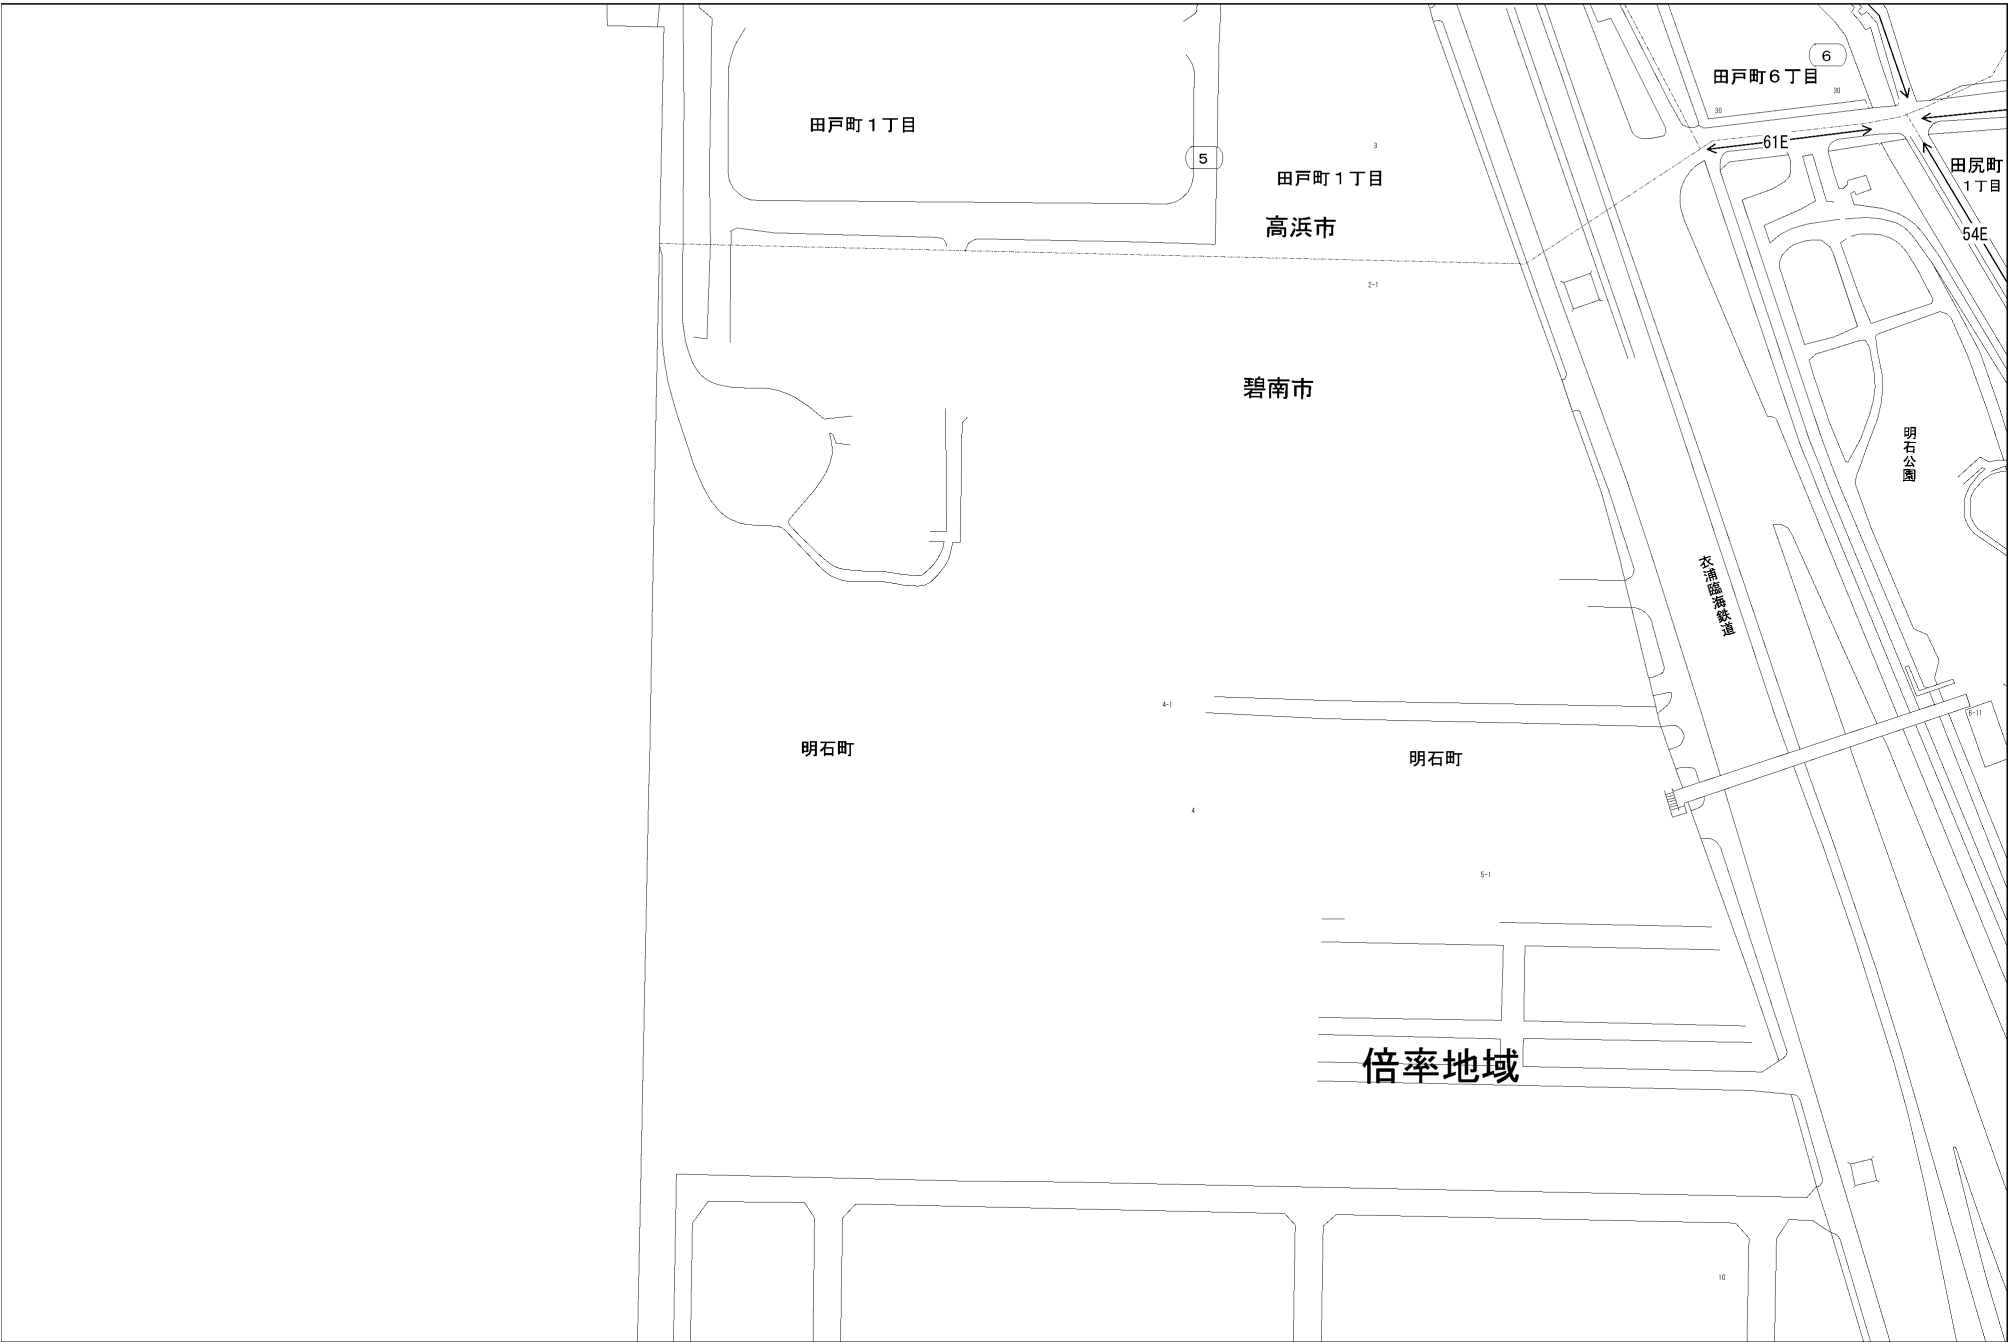 6
田戸町6丁目
30
30
田戸町1丁目
3
61E
5
田尻町
1丁目
田戸町1丁目
高浜市
54E
2-1
碧南市
明石公園
衣浦臨海鉄道
4-1
6-11
明石町
明石町
4
5-1
倍率地域
10